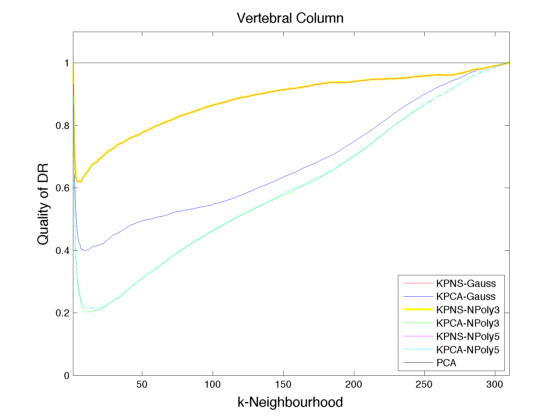 Vertebral Column
Quality of DR
1
0.8
0.6
0.4
0.2
0
50
100
150
200
250
300
k-Neighbourhood
KPNS-Gauss
KPCA-Gauss
KPNS-NPoly3
KPCA-NPoly3
KPNS-NPoly5
KPCA-NPoly5
PCA